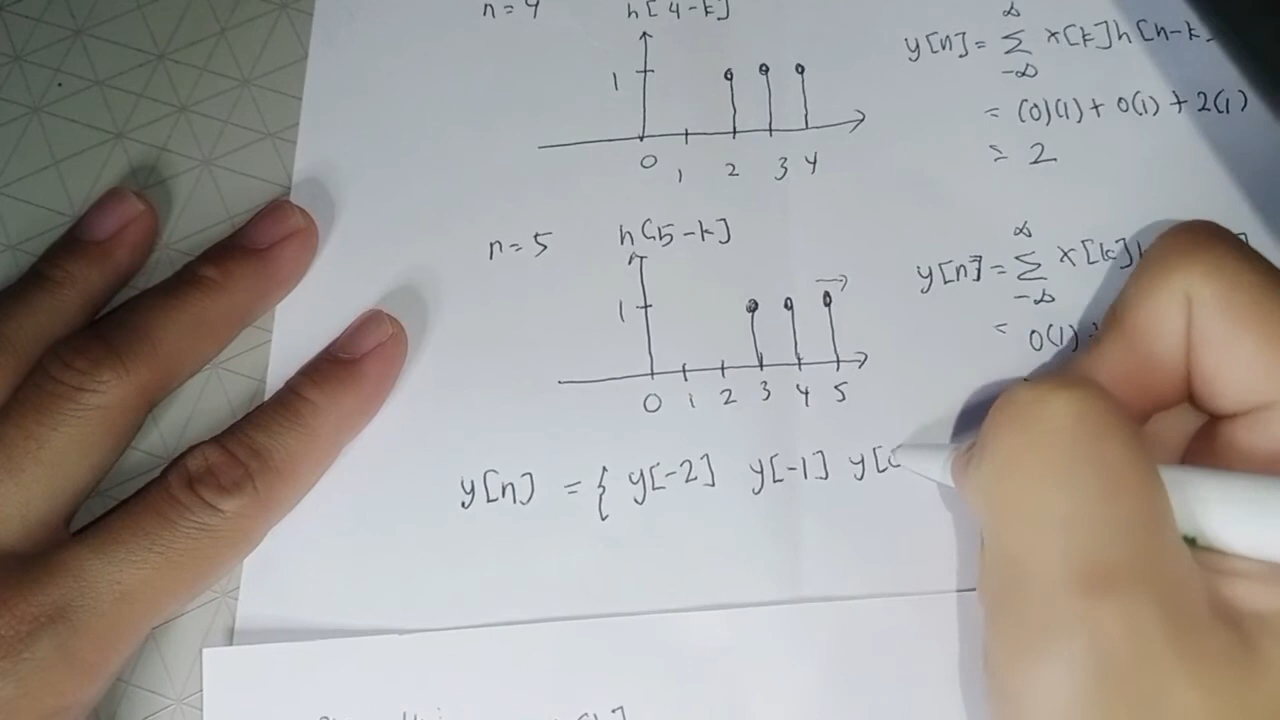 n=4 h[4-k]
y[n] = ∞ Σ -∞ x[k]h[n-k
1
= (0)(1) + 0(1) + 2(1)
= 2
0 1 2 3 4
n=5 h[5-k]
y[n] = ∞ Σ -∞ x[k]
1
= 0(1)
0 1 2 3 4 5
y[n] = { y[-2] y[-1] y[